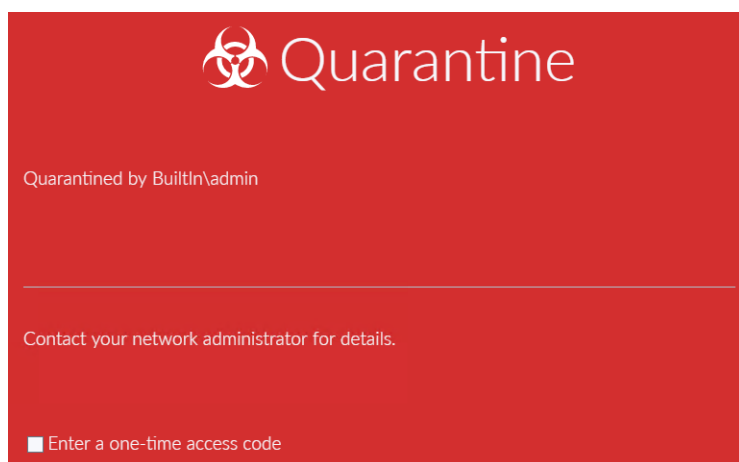 Quarantine
Quarantined by BuiltIn\admin
Contact your network administrator for details.
Enter a one-time access code